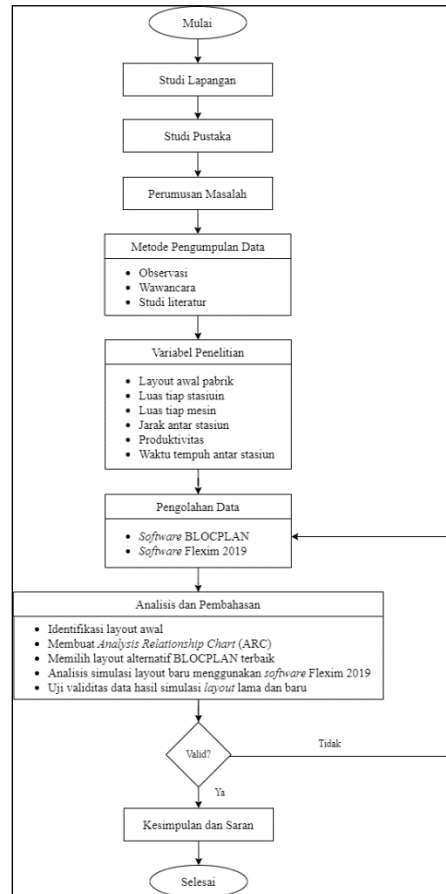 Mulai
Studi Lapangan
Studi Pustaka
Perumusan Masalah
Metode Pengumpulan Data
• Observasi
• Wawancara
• Studi literatur
Variabel Penelitian
• Layout awal pabrik
• Luas tiap stasiuin
• Luas tiap mesin
• Jarak antar stasiun
• Produktivitas
• Waktu tempuh antar stasiun
Pengolahan Data
• Software BLOCPLAN
• Software Flexim 2019
Analisis dan Pembahasan
• Identifikasi layout awal
• Membuat Analysis Relationship Chart (ARC)
• Memilih layout alternatif BLOCPLAN terbaik
• Analisis simulasi layout baru menggunakan software Flexim 2019
• Uji validitas data hasil simulasi layout lama dan baru
Valid?
Tidak
Ya
Kesimpulan dan Saran
Selesai